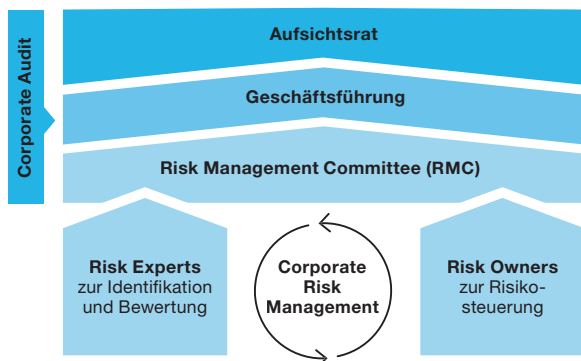 Corporate Audit
Aufsichtsrat
Geschäftsführung
Risk Management Committee (RMC)
Risk Experts
zur Identifikation
und Bewertung
Corporate
Risk
Management
Risk Owners
zur Risiko-
steuerung